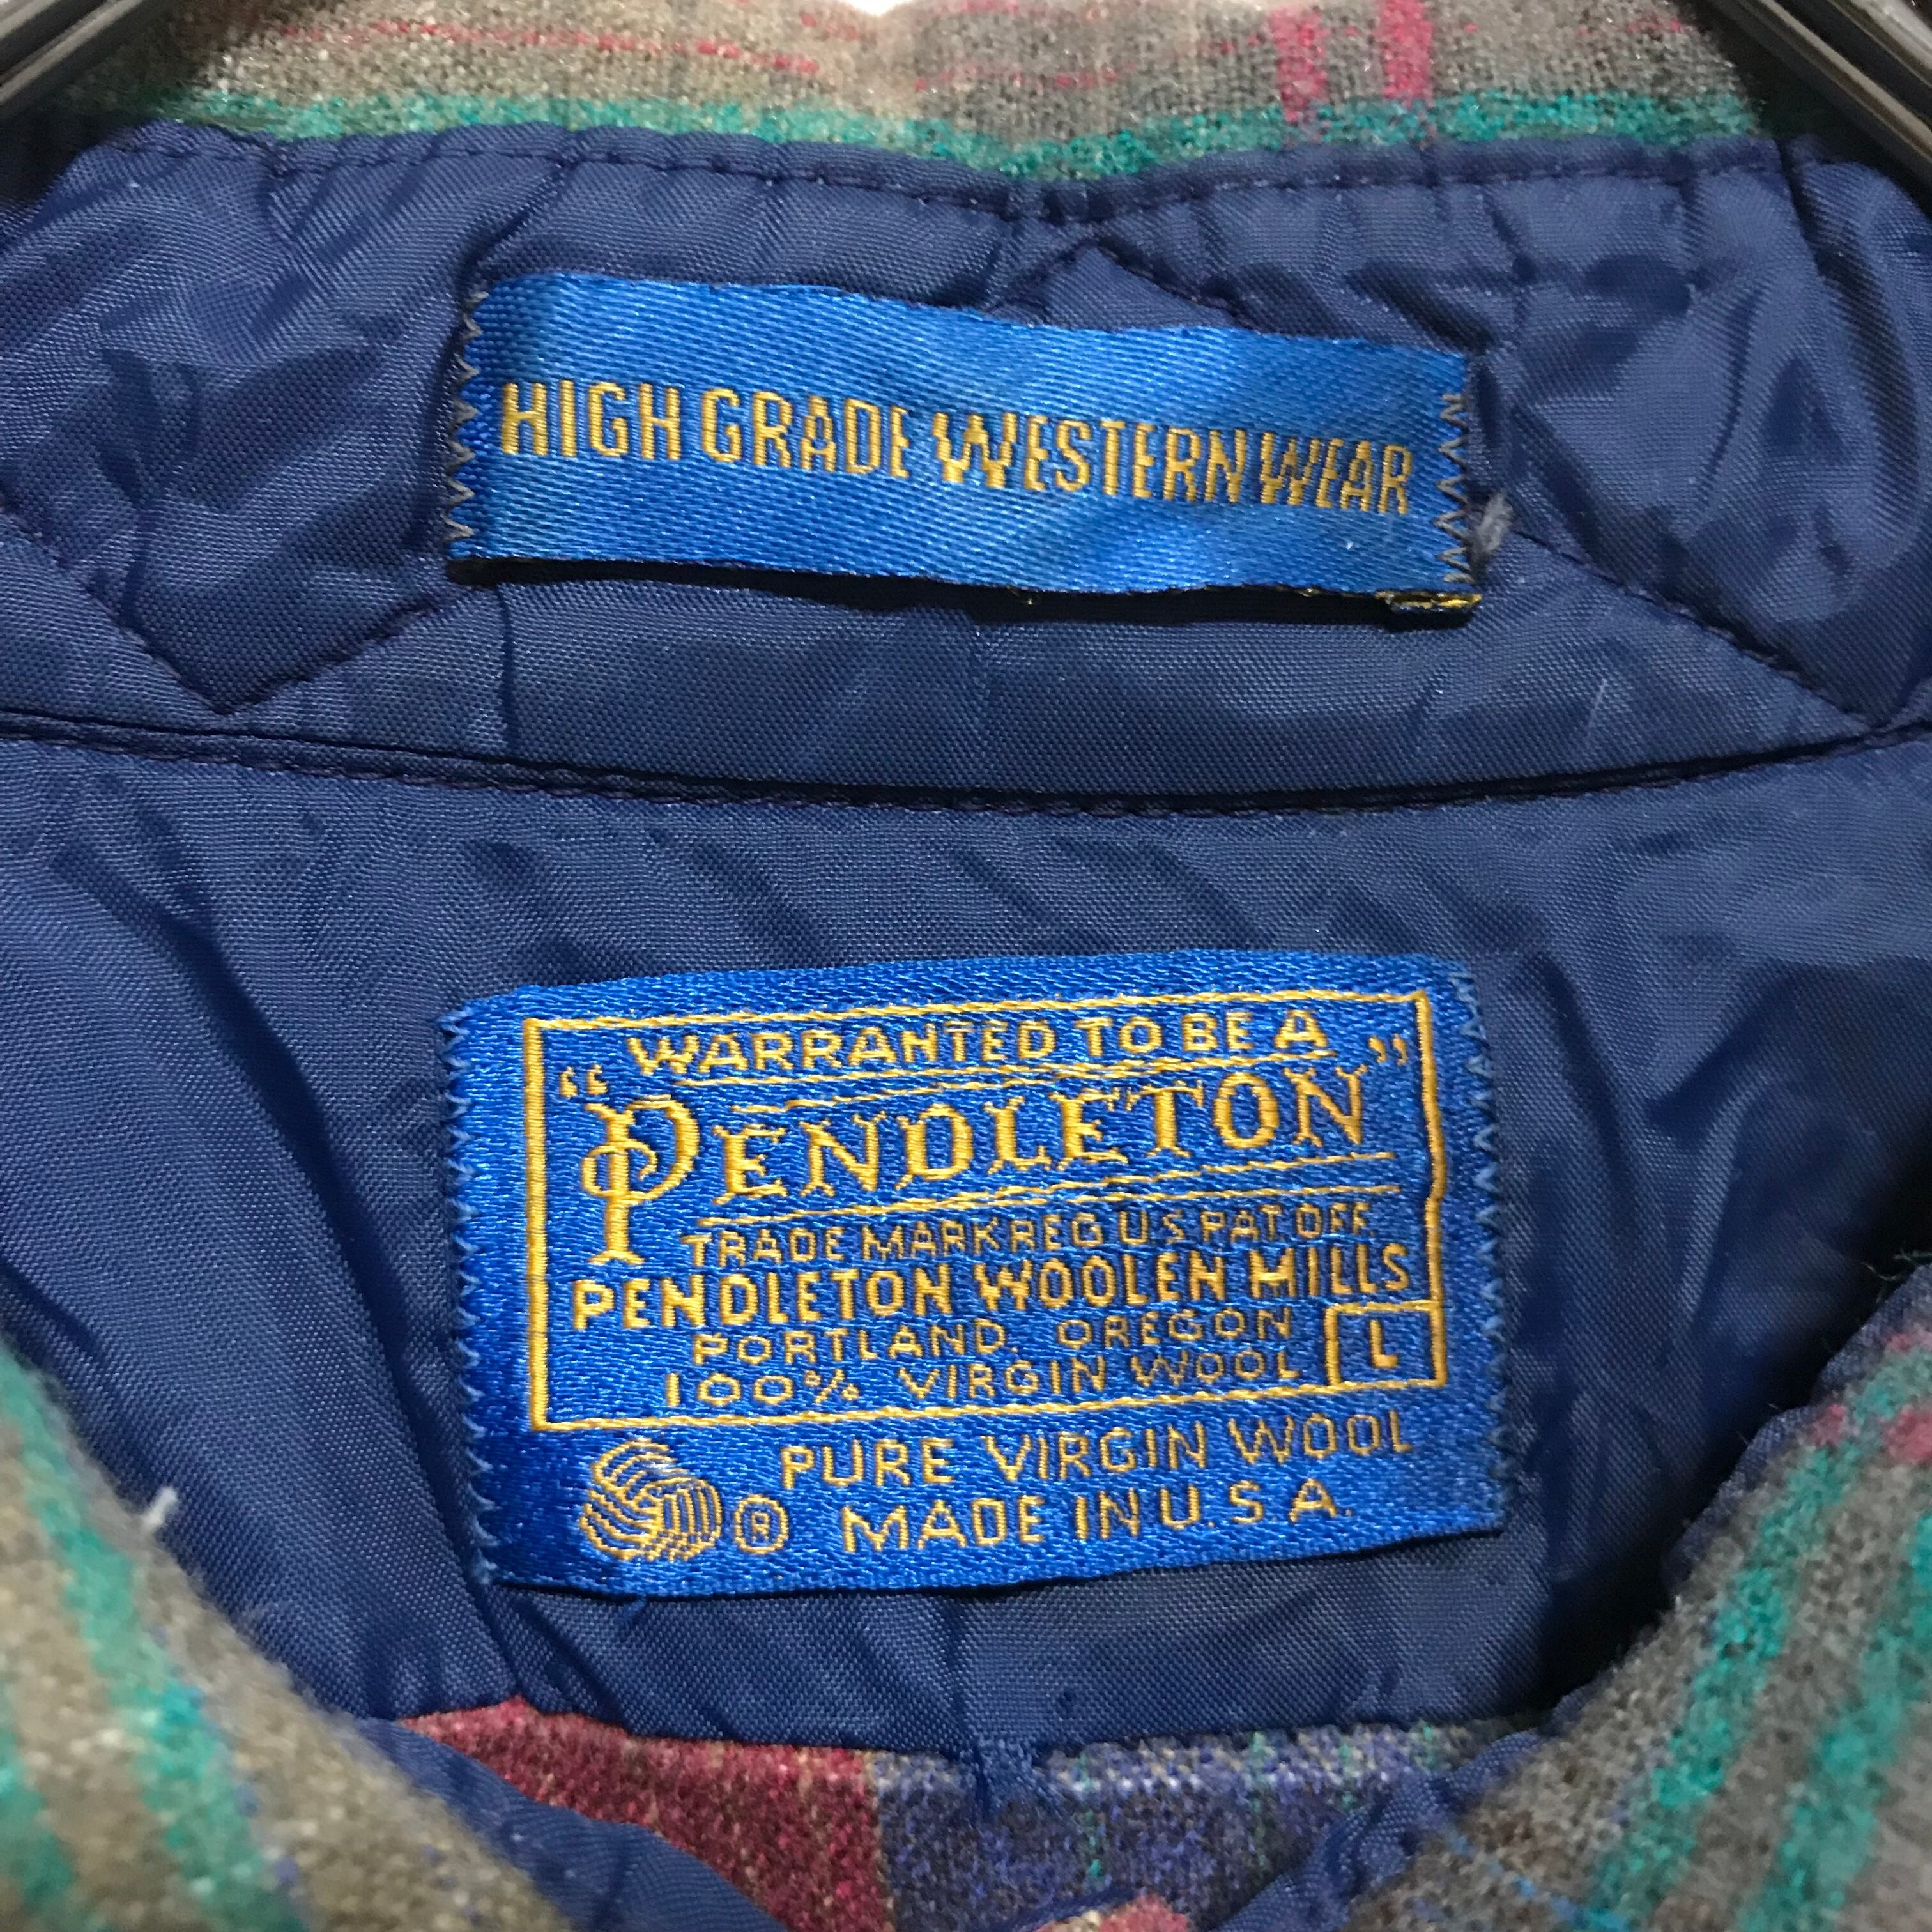 HIGH GRADE WESTERN WEAR
WARRANTED TO BE A
“PENDLETON”
TRADE MARK REG U.S. PAT. OFF.
PENDLETON WOOLEN MILLS
PORTLAND, OREGON
100% VIRGIN WOOL L
PURE VIRGIN WOOL
® MADE IN U.S.A.